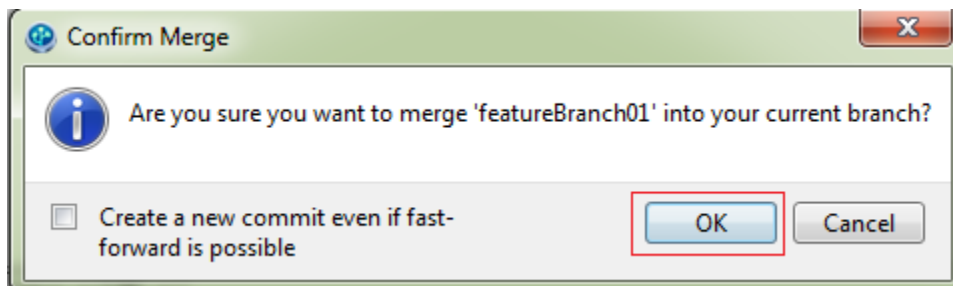 Confirm Merge
Are you sure you want to merge 'featureBranch01' into your current branch?
Create a new commit even if fast-
forward is possible
OK
Cancel